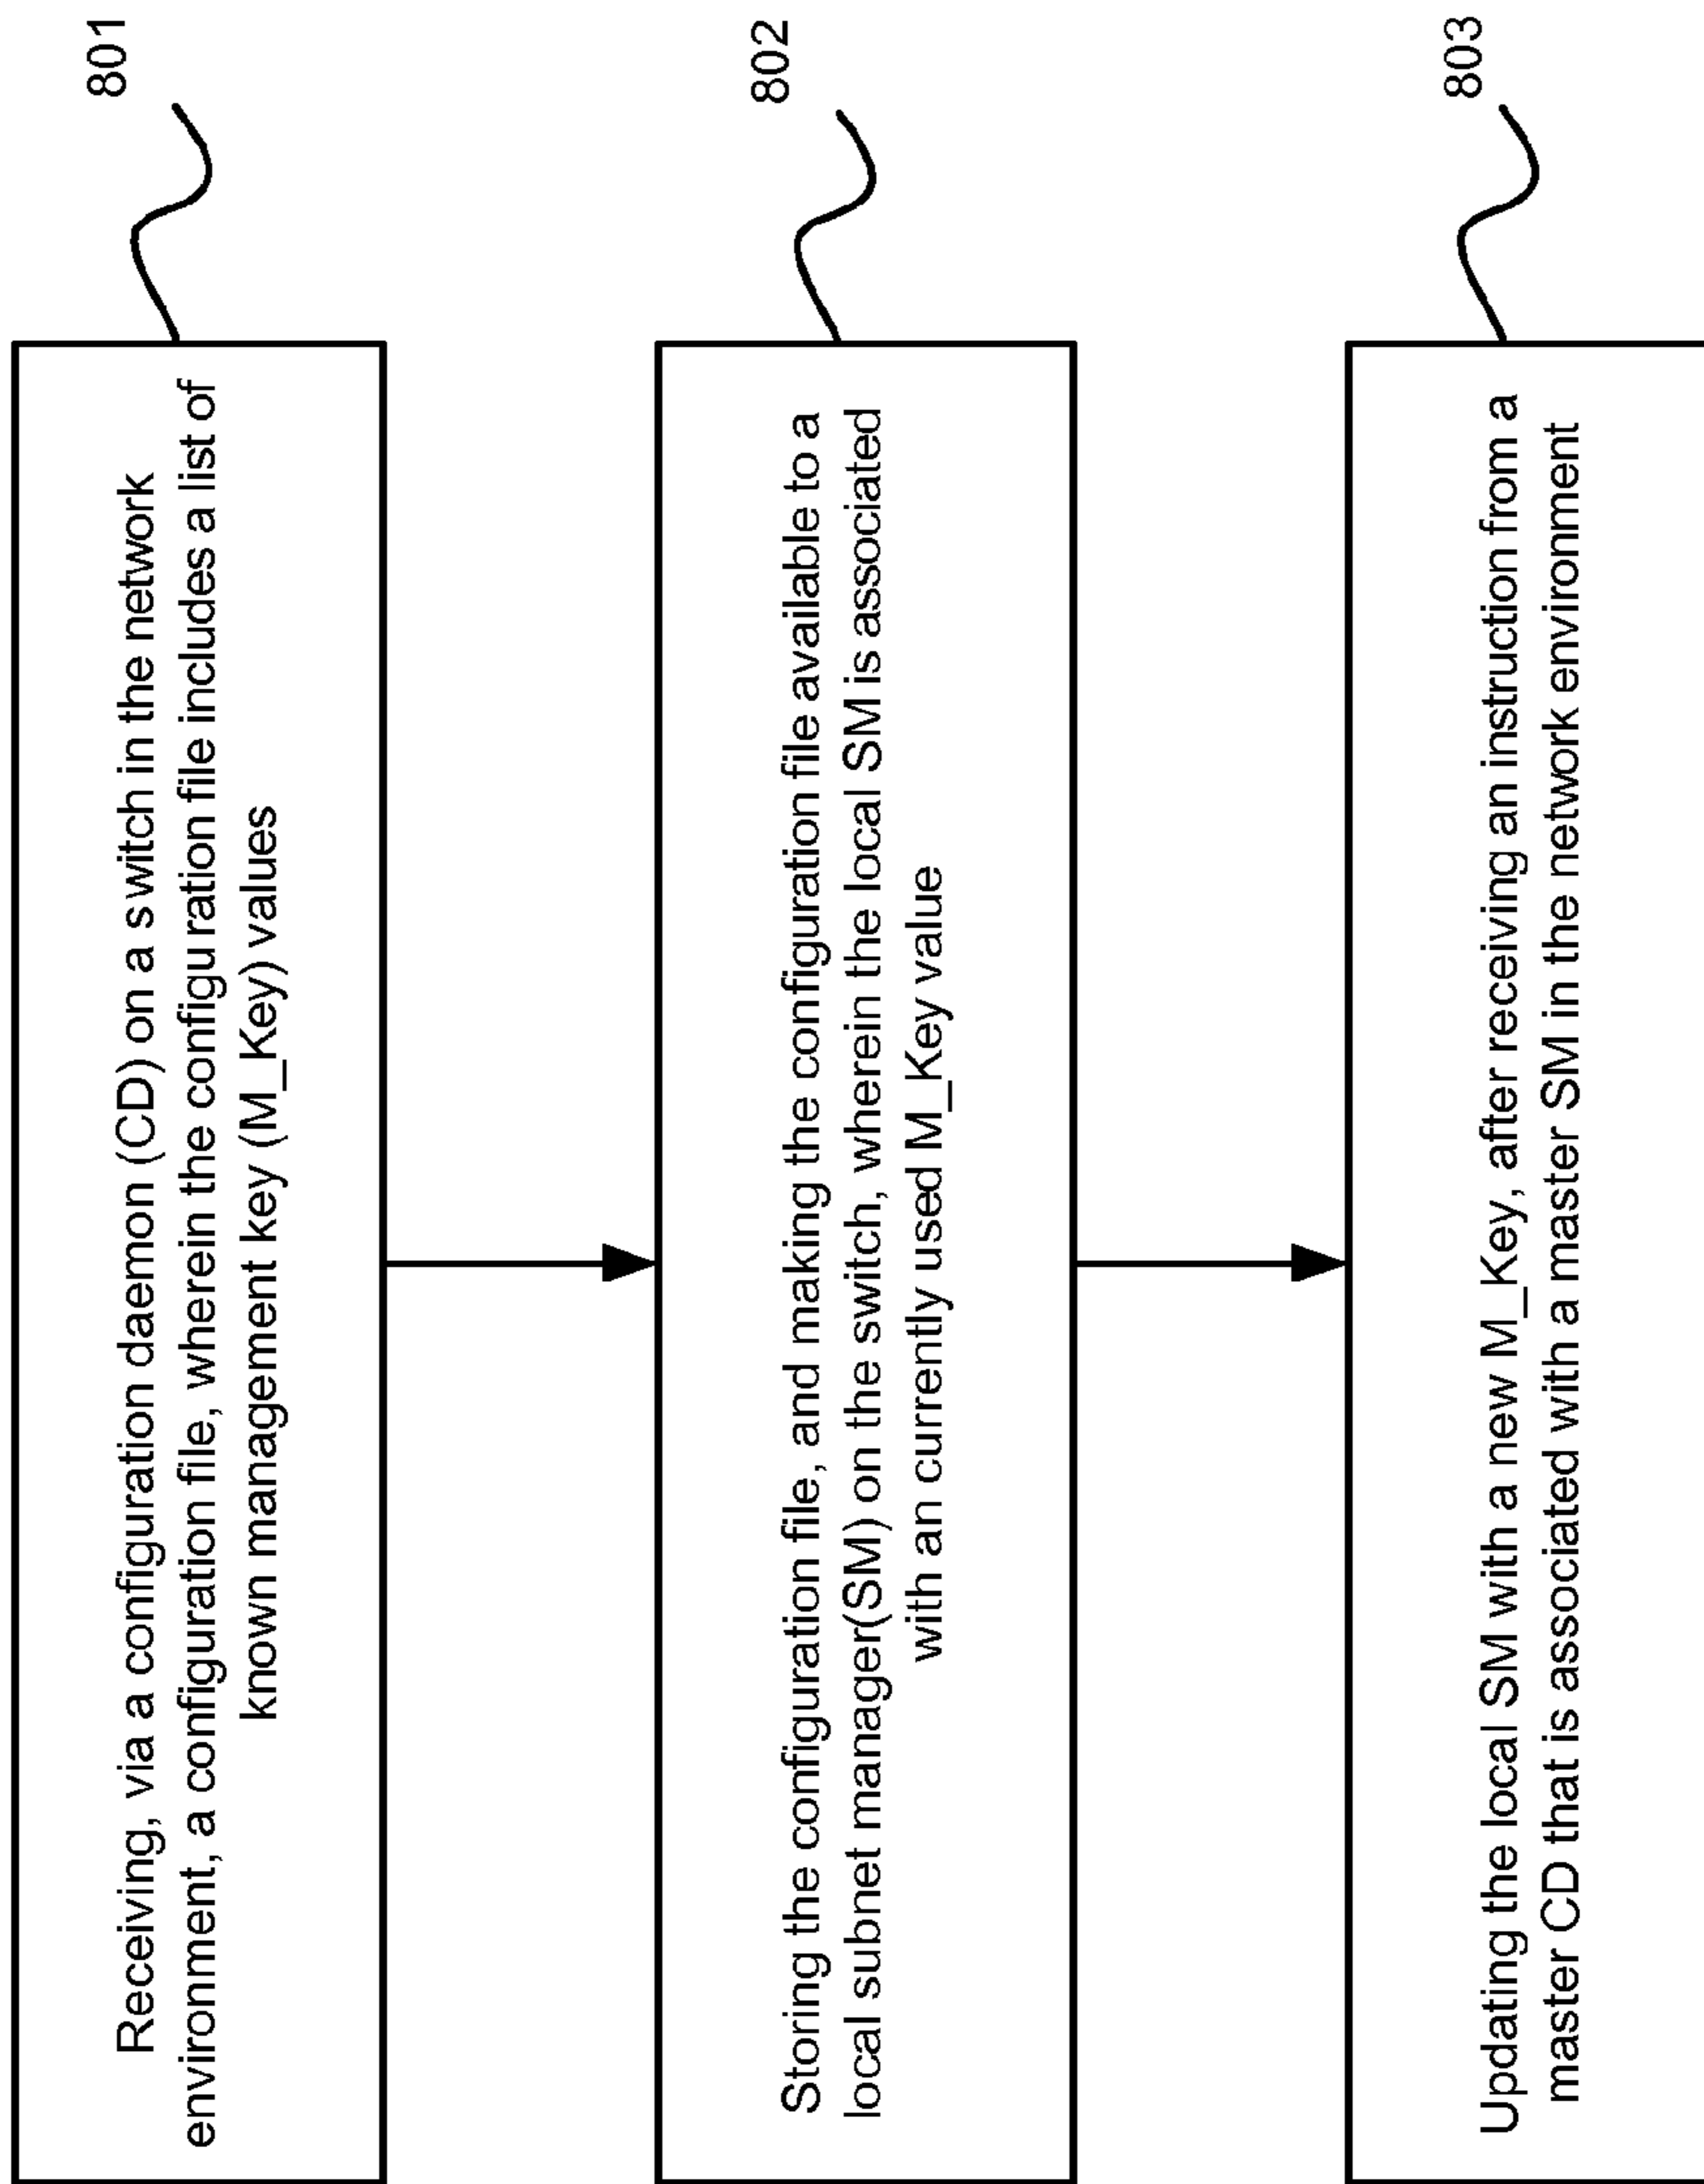 801
Receiving, via a configuration daemon (CD) on a switch in the network
environment, a configuration file, wherein the configuration file includes a list of
known management key (M_Key) values
802
Storing the configuration file, and making the configuration file available to a
local subnet manager(SM) on the switch, wherein the local SM is associated
with an currently used M_Key value
803
Updating the local SM with a new M_Key, after receiving an instruction from a
master CD that is associated with a master SM in the network environment